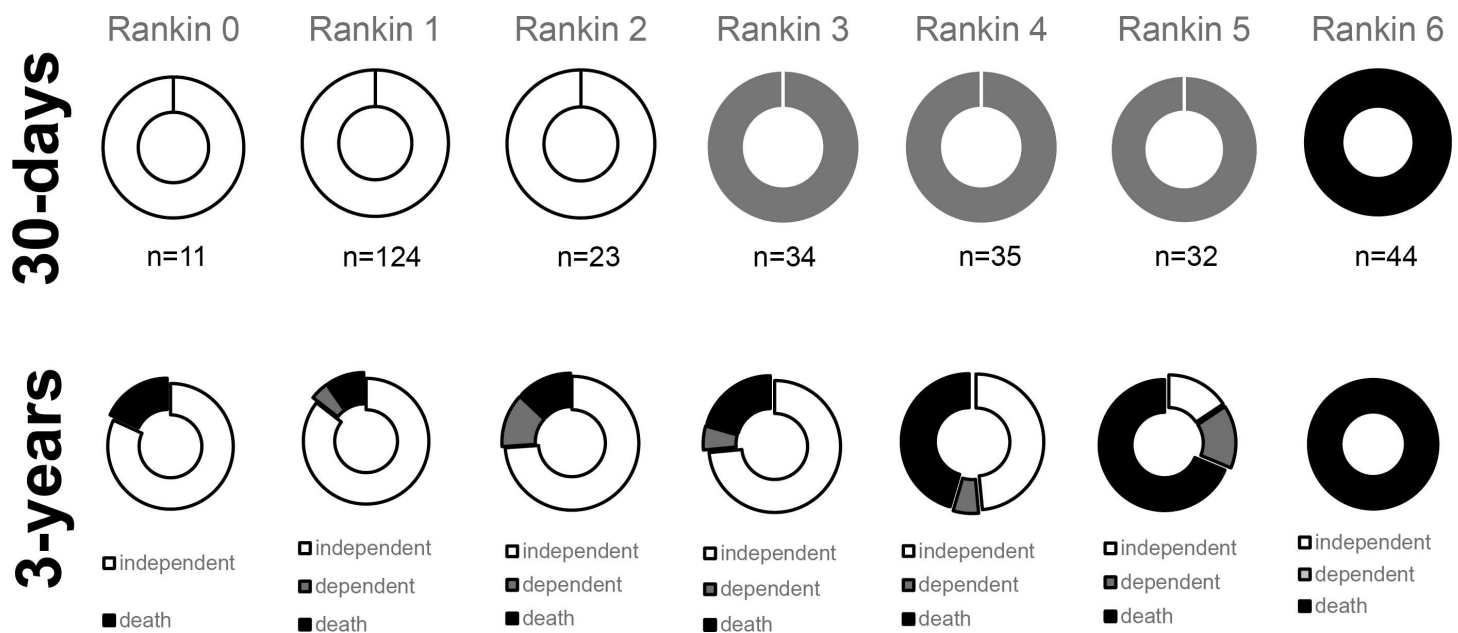 30-days
Rankin 0 Rankin 1 Rankin 2 Rankin 3 Rankin 4 Rankin 5 Rankin 6
n=11 n=124 n=23 n=34 n=35 n=32 n=44
3-years
independent independent independent independent independent independent independent
dependent dependent dependent dependent dependent dependent
death death death death death death death